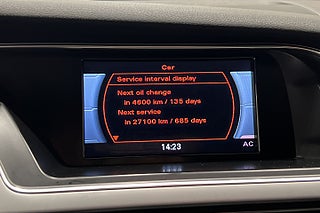 Car
Service interval display
Next oil change
in 4600 km / 135 days
Next service
in 27100 km / 685 days
14:23
AC